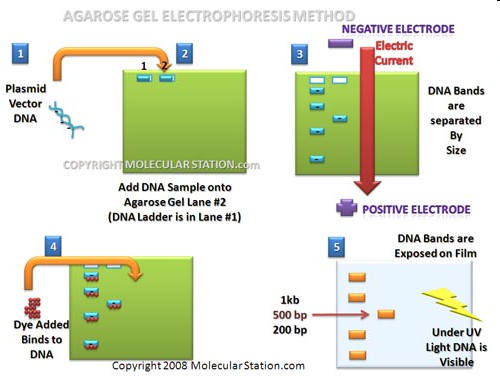 AGAROSE GEL ELECTROPHORESIS METHOD
1
2
1 2
Plasmid
Vector
DNA
COPYRIGHT MOLECULAR STATION.com
Add DNA Sample onto
Agarose Gel Lane #2
(DNA Ladder is in Lane #1)
3
NEGATIVE ELECTRODE
Electric
Current
DNA Bands
are
separated
By
Size
POSITIVE ELECTRODE
4
Dye Added
Binds to
DNA
5
DNA Bands are
Exposed on Film
1kb
500 bp
200 bp
Under UV
Light DNA is
Visible
Copyright 2008 MolecularStation.com